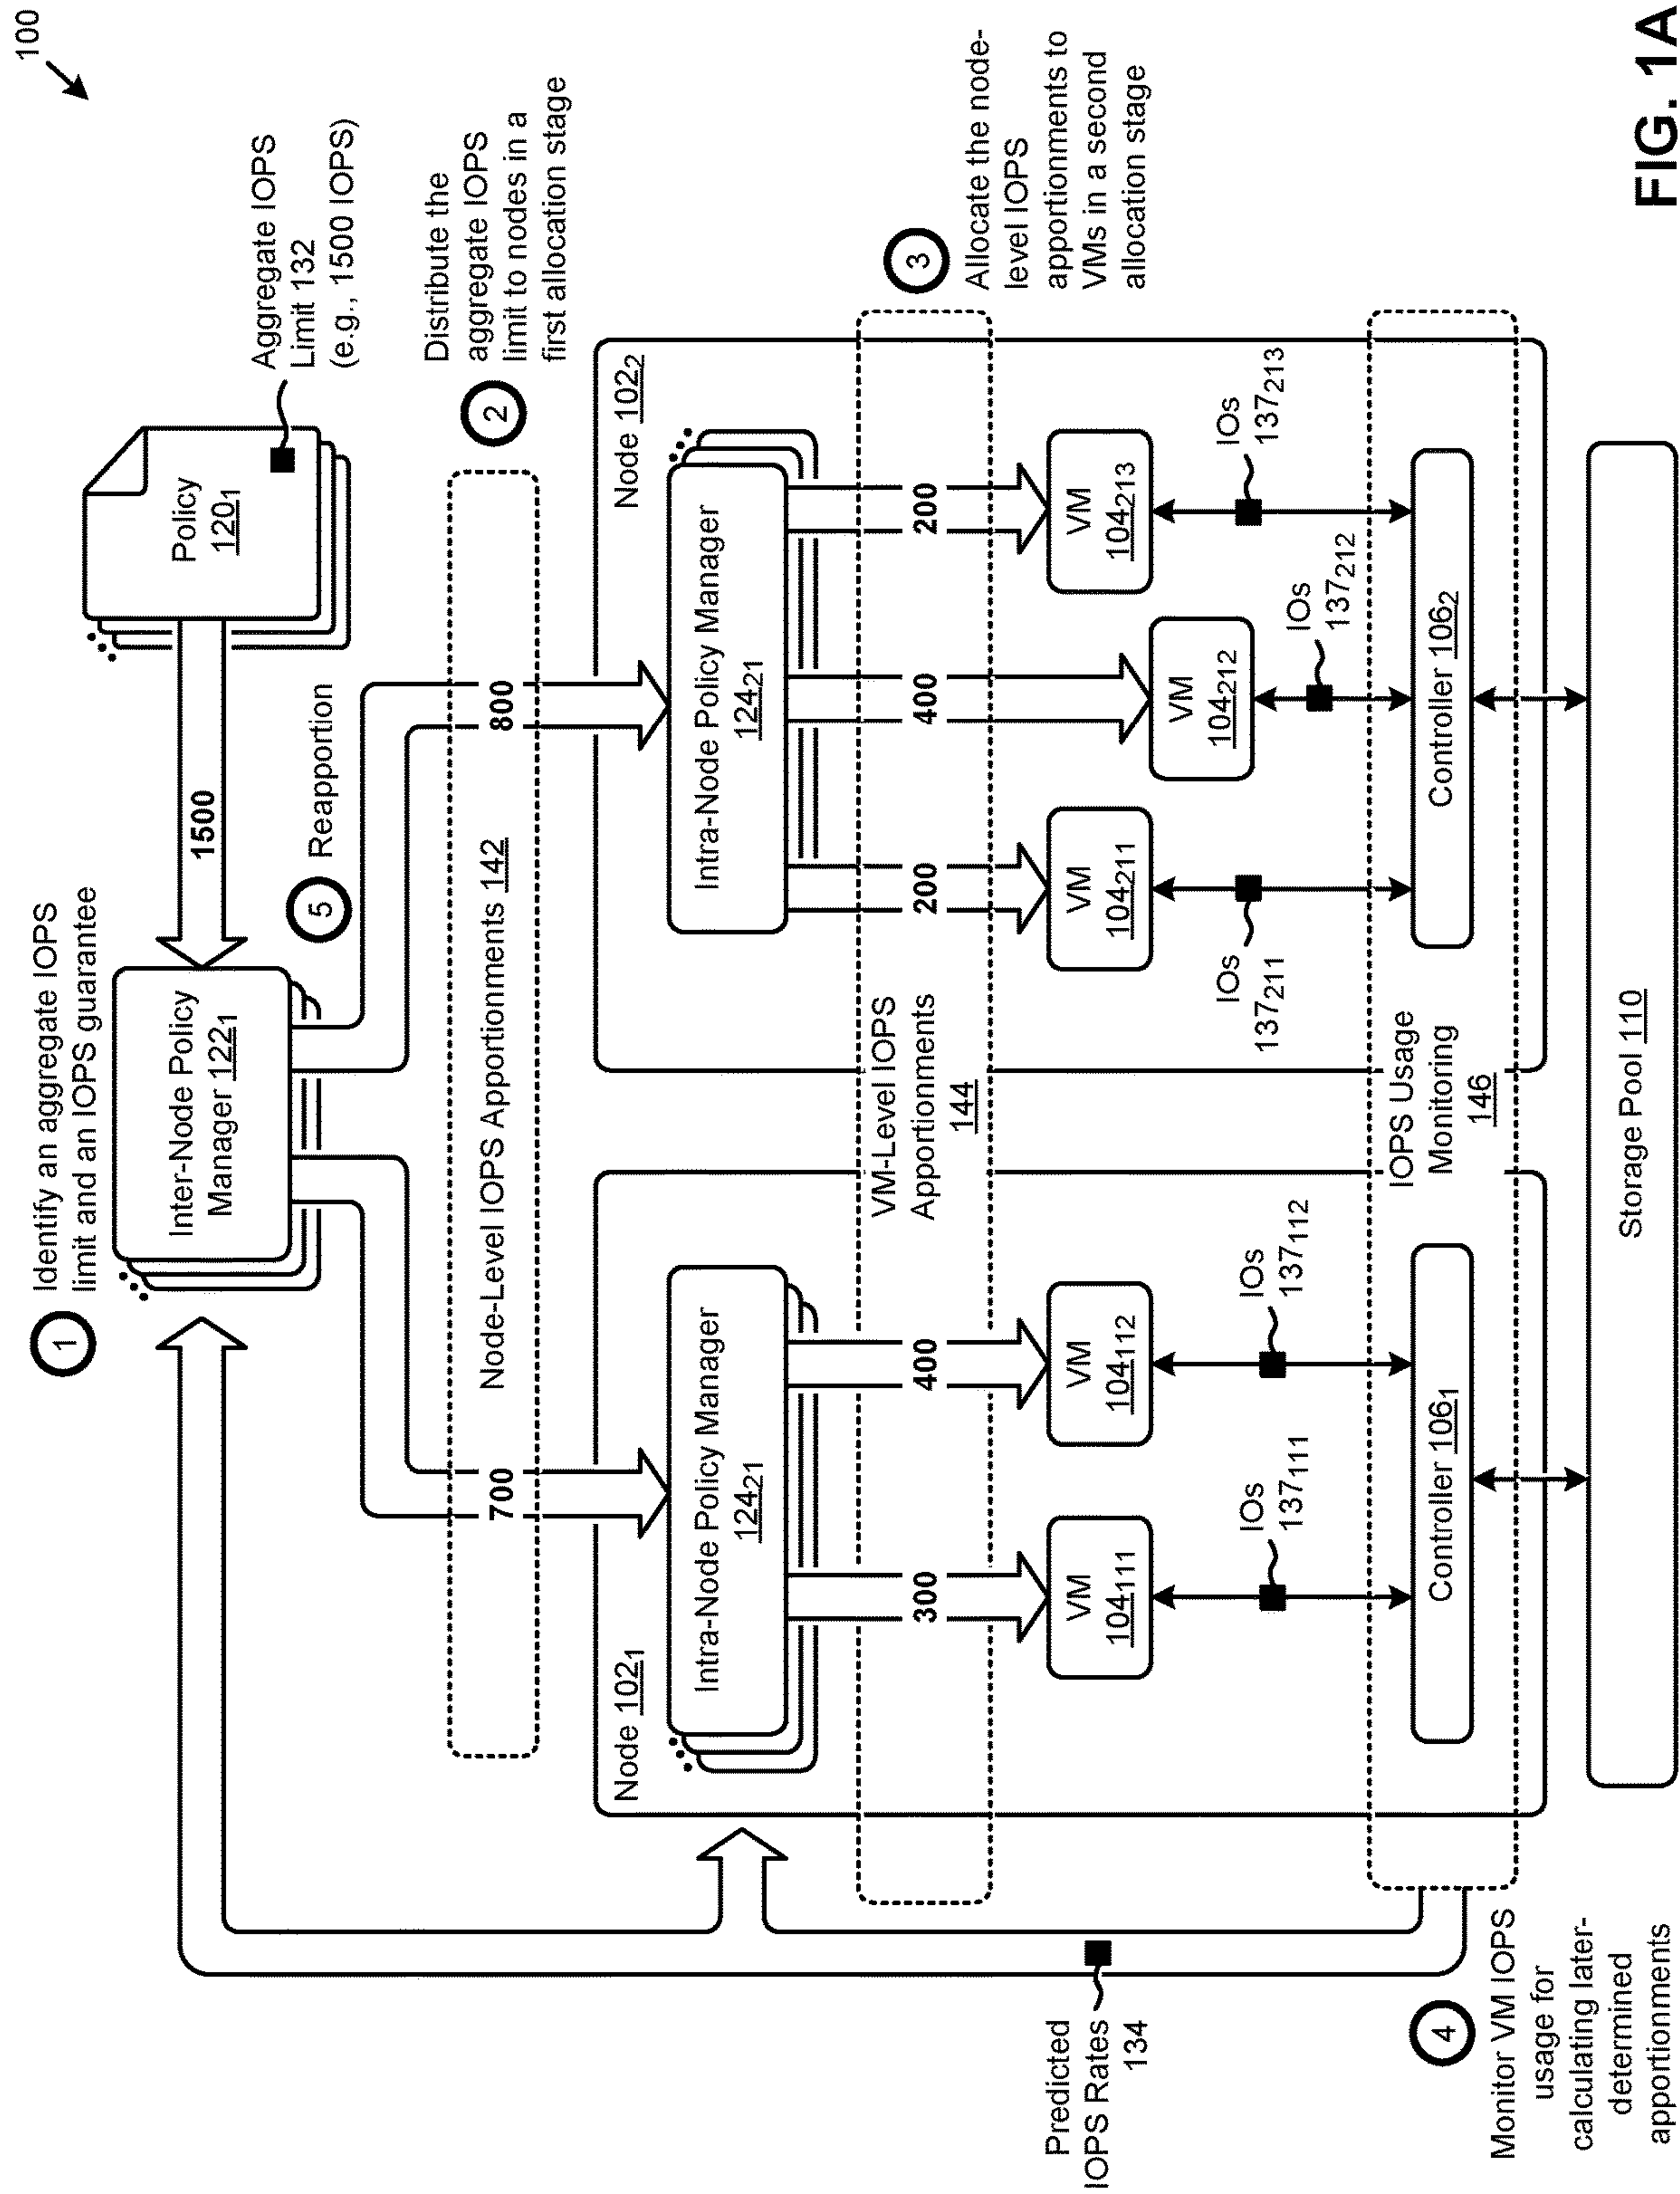 100
1
Identify an aggregate IOPS
limit and an IOPS guarantee
Inter-Node Policy
Manager 122₁
1500
Policy
120₁
Aggregate IOPS
Limit 132
(e.g., 1500 IOPS)
5
Reapportion
2
Distribute the
aggregate IOPS
limit to nodes in a
first allocation stage
700
Node-Level IOPS Apportionments 142
800
Node 102₁
Node 102₂
Intra-Node Policy Manager
124₂₁
Intra-Node Policy Manager
124₂₁
3
Allocate the node-
level IOPS
apportionments to
VMs in a second
allocation stage
300
400
VM-Level IOPS
Apportionments
144
200
400
200
VM
104₁₁₁
VM
104₁₁₂
VM
104₂₁₁
VM
104₂₁₂
VM
104₂₁₃
Predicted
IOPS Rates
134
IOs
137₁₁₁
IOs
137₁₁₂
IOs
137₂₁₁
IOs
137₂₁₂
IOs
137₂₁₃
IOPS Usage
Monitoring
146
Controller 106₁
Controller 106₂
4
Monitor VM IOPS
usage for
calculating later-
determined
apportionments
Storage Pool 110
FIG. 1A